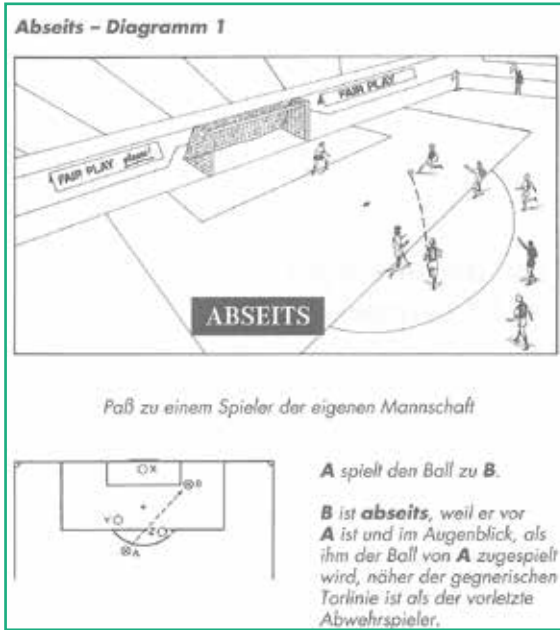 Abseits – Diagramm 1
FAIR PLAY please!
FAIR PLAY
ABSEITS
Paß zu einem Spieler der eigenen Mannschaft
X
B
Y
Z
A
A spielt den Ball zu B.
B ist abseits, weil er vor
A ist und im Augenblick, als
ihm der Ball von A zugespielt
wird, näher der gegnerischen
Torlinie ist als der vorletzte
Abwehrspieler.